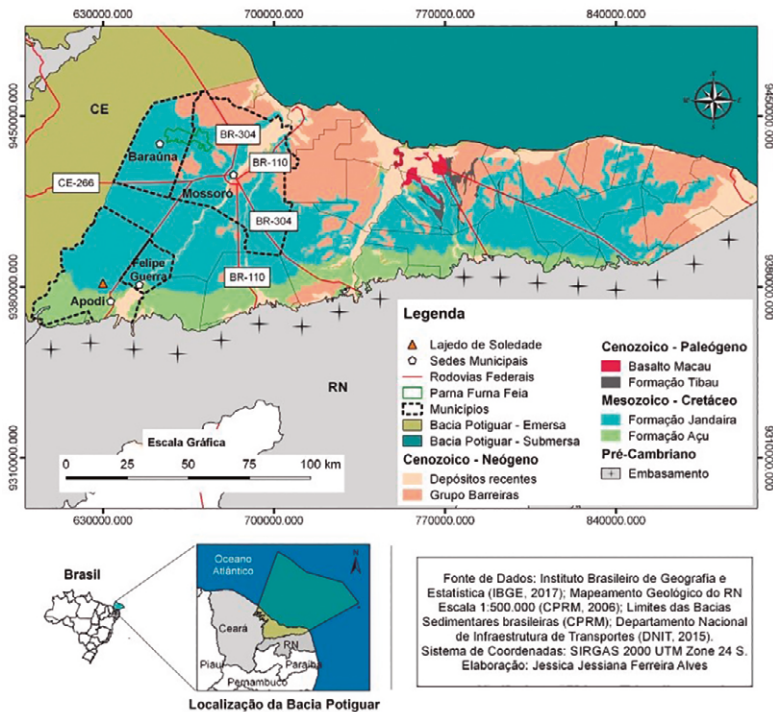 630000.000
700000.000
770000.000
840000.000
9450000.000
9450000.000
CE
BR-304
Baraúna
BR-110
CE-266
Mossoró
BR-304
Felipe
Guerra
BR-110
9380000.000
9380000.000
Apodi
RN
Legenda
Lajedo de Soledade
Sedes Municipais
Rodovias Federais
Parna Furna Feia
Municípios
Bacia Potiguar - Emersa
Bacia Potiguar - Submersa
Cenozoico - Neógeno
Depósitos recentes
Grupo Barreiras
Cenozoico - Paleógeno
Basalto Macau
Formação Tibau
Mesozoico - Cretáceo
Formação Jandaira
Formação Açu
Pré-Cambriano
Embasamento
Escala Gráfica
0 25 50 75 100 km
9310000.000
9310000.000
630000.000
700000.000
770000.000
840000.000
Brasil
Oceano
Atlântico
N
Ceará
RN
Piauí
Paraíba
Pernambuco
Localização da Bacia Potiguar
Fonte de Dados: Instituto Brasileiro de Geografia e
Estatistica (IBGE, 2017); Mapeamento Geológico do RN
Escala 1:500.000 (CPRM, 2006); Limites das Bacias
Sedimentares brasileiras (CPRM); Departamento Nacional
de Infraestrutura de Transportes (DNIT, 2015).
Sistema de Coordenadas: SIRGAS 2000 UTM Zone 24 S.
Elaboração: Jessica Jessiana Ferreira Alves